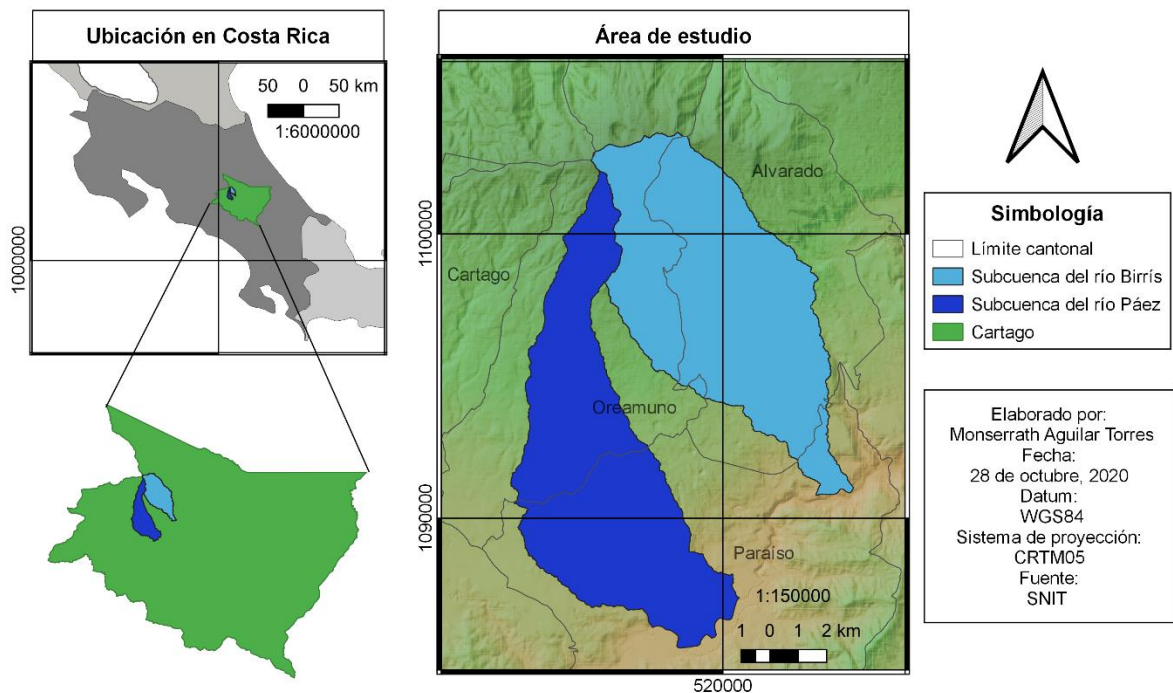 Ubicación en Costa Rica
50 0 50 km
1:6000000
1000000
Área de estudio
Alvarado
1100000
Cartago
Oreamuno
1090000
Paraíso
1:150000
1 0 1 2 km
520000
Simbología
Límite cantonal
Subcuenca del río Birrís
Subcuenca del río Páez
Cartago
Elaborado por:
Monserrath Aguilar Torres
Fecha:
28 de octubre, 2020
Datum:
WGS84
Sistema de proyección:
CRTM05
Fuente:
SNIT